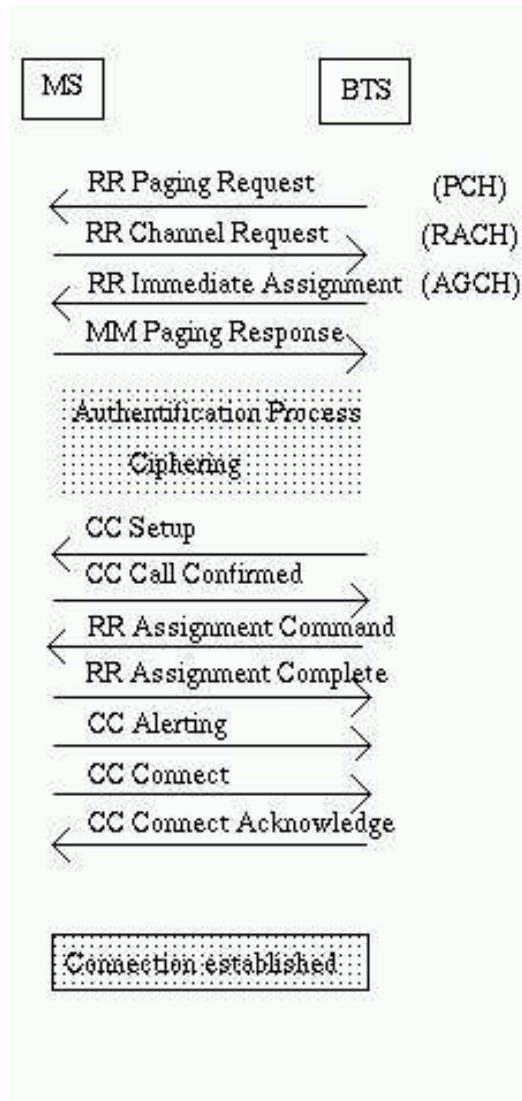 MS BTS
RR Paging Request (PCH)
RR Channel Request (RACH)
RR Immediate Assignment (AGCH)
MM Paging Response
Authentification Process
Ciphering
CC Setup
CC Call Confirmed
RR Assignment Command
RR Assignment Complete
CC Alerting
CC Connect
CC Connect Acknowledge
Connection established